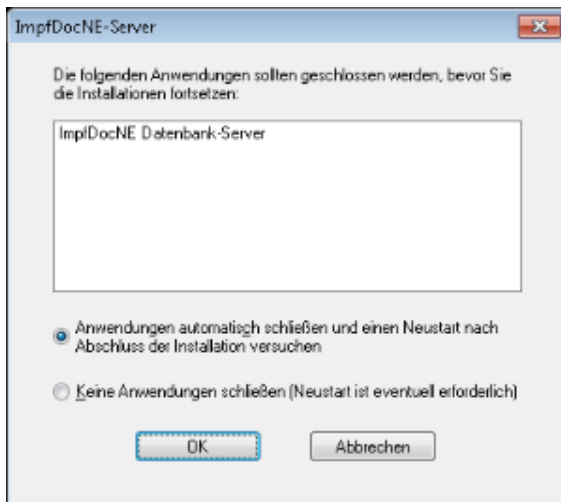 ImpfDocNE-Server
Die folgenden Anwendungen sollten geschlossen werden, bevor Sie
die Installationen fortsetzen:
ImpfDocNE Datenbank-Server
Anwendungen automatisch schließen und einen Neustart nach
Abschluss der Installation versuchen
Keine Anwendungen schließen (Neustart ist eventuell erforderlich)
OK
Abbrechen